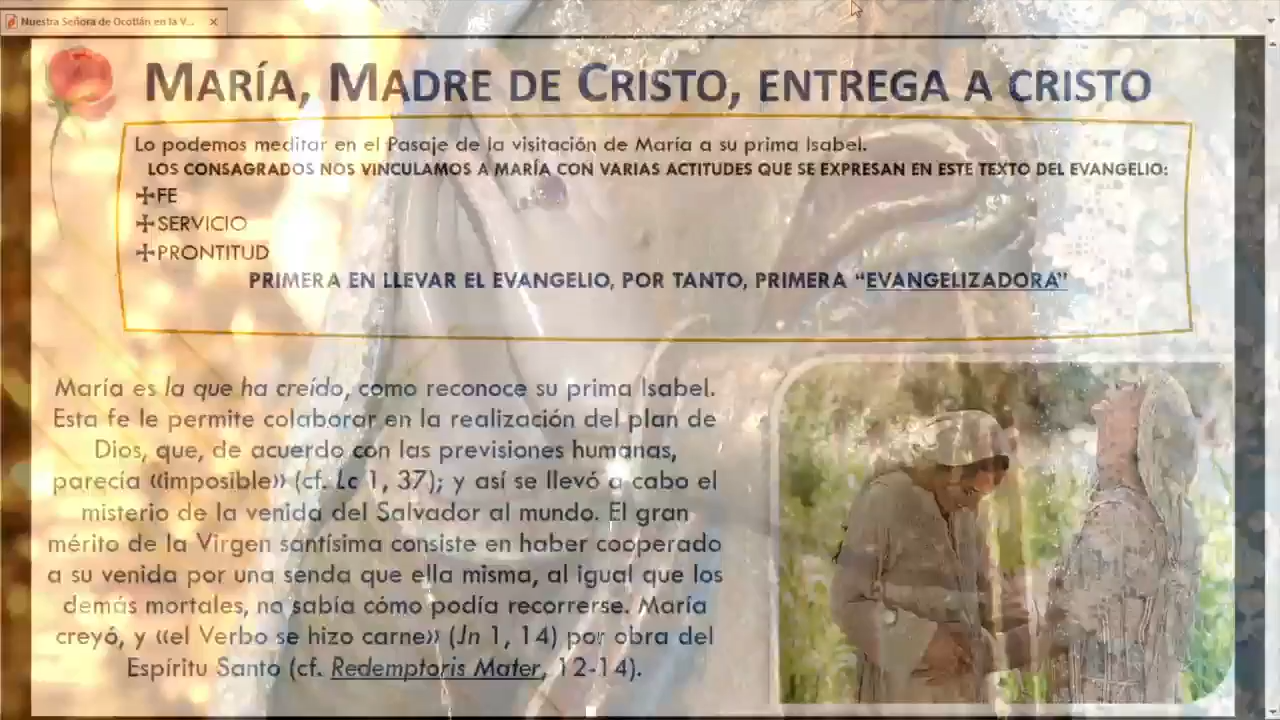 Nuestra Señora de Ocotlán en la V...
MARÍA, MADRE DE CRISTO, ENTREGA A CRISTO
Lo podemos meditar en el Pasaje de la visitación de María a su prima Isabel.
LOS CONSAGRADOS NOS VINCULAMOS A MARÍA CON VARIAS ACTITUDES QUE SE EXPRESAN EN ESTE TEXTO DEL EVANGELIO:
FE
SERVICIO
PRONTITUD
PRIMERA EN LLEVAR EL EVANGELIO, POR TANTO, PRIMERA “EVANGELIZADORA”
María es la que ha creído, como reconoce su prima Isabel.
Esta fe le permite colaborar en la realización del plan de
Dios, que, de acuerdo con las previsiones humanas,
parecía «imposible» (cf. Lc 1, 37); y así se llevó a cabo el
misterio de la venida del Salvador al mundo. El gran
mérito de la Virgen santísima consiste en haber cooperado
a su venida por una senda que ella misma, al igual que los
demás mortales, no sabía cómo podía recorrerse. María
creyó, y «el Verbo se hizo carne» (Jn 1, 14) por obra del
Espíritu Santo (cf. Redemptoris Mater, 12-14).